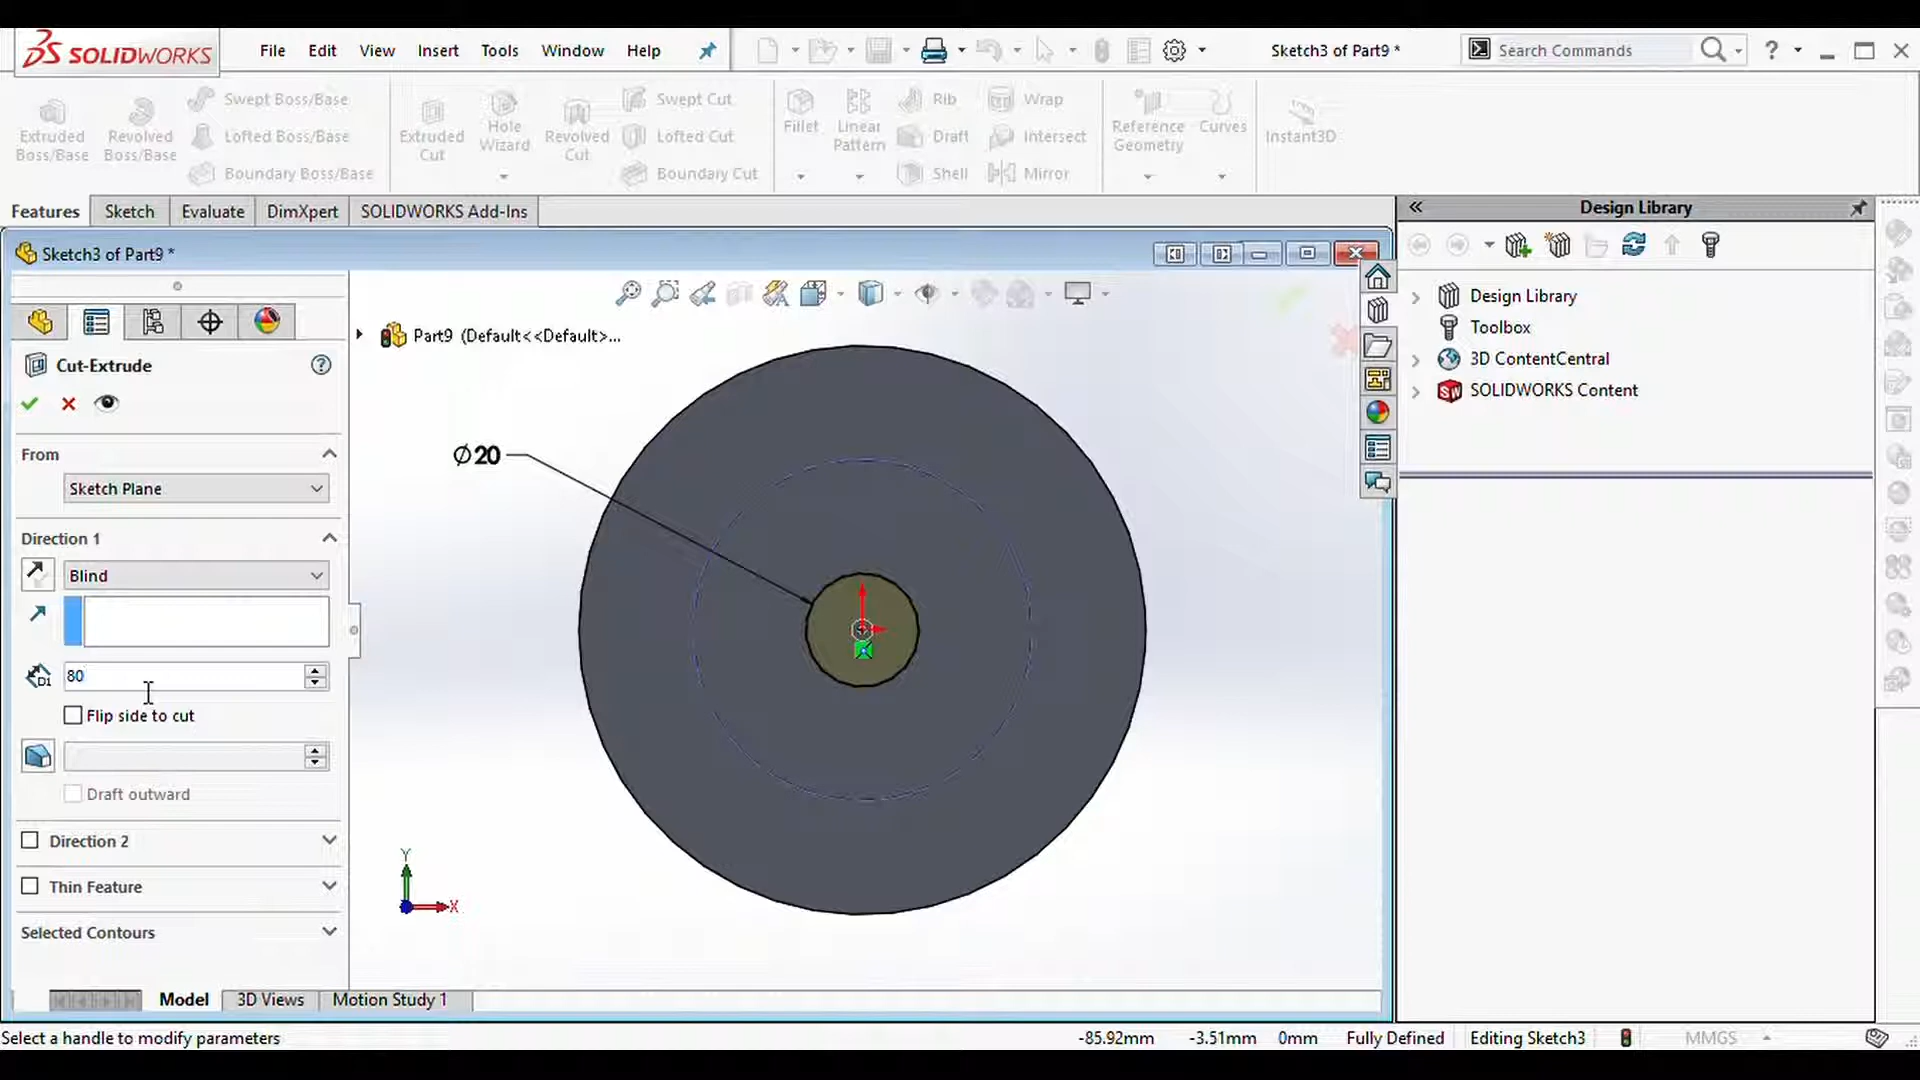 SOLIDWORKS File Edit View Insert Tools Window Help Sketch3 of Part9 * Search Commands ?
Extruded Boss/Base
Revolved Boss/Base
Swept Boss/Base
Lofted Boss/Base
Boundary Boss/Base
Extruded Cut
Hole Wizard
Revolved Cut
Swept Cut
Lofted Cut
Boundary Cut
Fillet
Linear Pattern
Rib
Draft
Shell
Wrap
Intersect
Mirror
Reference Geometry
Curves
Instant3D
Features Sketch Evaluate DimXpert SOLIDWORKS Add-Ins
Sketch3 of Part9 *
Part9 (Default<<Default>...
Cut-Extrude
From
Sketch Plane
Direction 1
Blind
D1
80
Flip side to cut
Draft outward
Direction 2
Thin Feature
Selected Contours
∅20
Y
X
Model 3D Views Motion Study 1
Design Library
Design Library
Toolbox
3D ContentCentral
SOLIDWORKS Content
Select a handle to modify parameters -85.92mm -3.51mm 0mm Fully Defined Editing Sketch3 MMGS